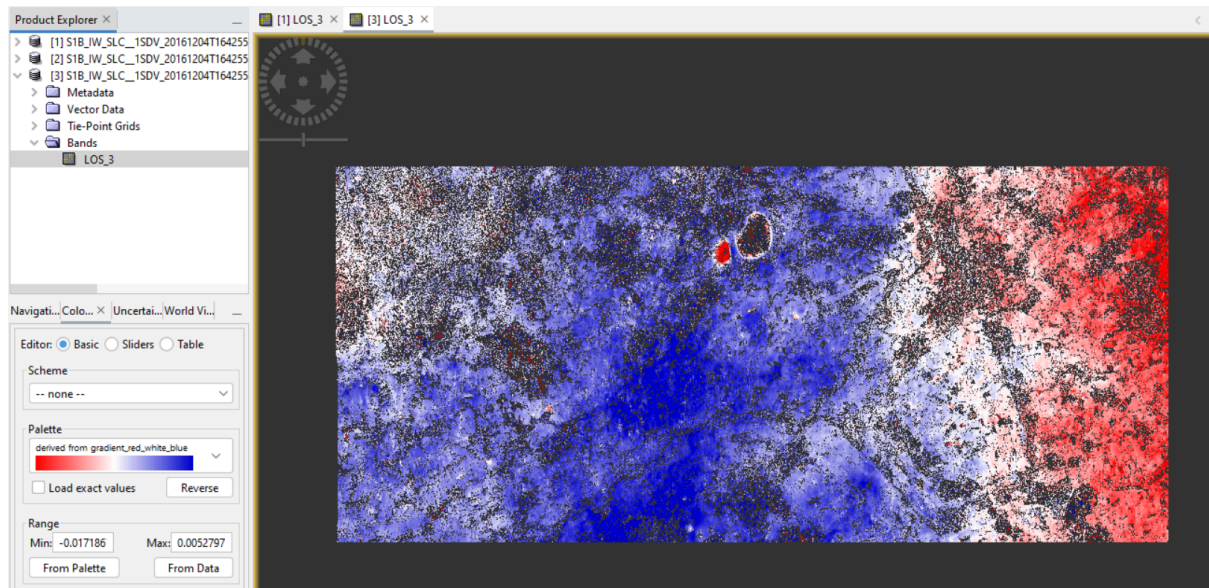 Product Explorer ×
[1] LOS_3 × [3] LOS_3 ×
[1] S1B_IW_SLC__1SDV_20161204T164255
[2] S1B_IW_SLC__1SDV_20161204T164255
[3] S1B_IW_SLC__1SDV_20161204T164255
Metadata
Vector Data
Tie-Point Grids
Bands
LOS_3
Navigati... Colo... × Uncertai... World Vi...
Editor: Basic Sliders Table
Scheme
-- none --
Palette
derived from gradient_red_white_blue
Load exact values Reverse
Range
Min: -0.017186 Max: 0.0052797
From Palette From Data